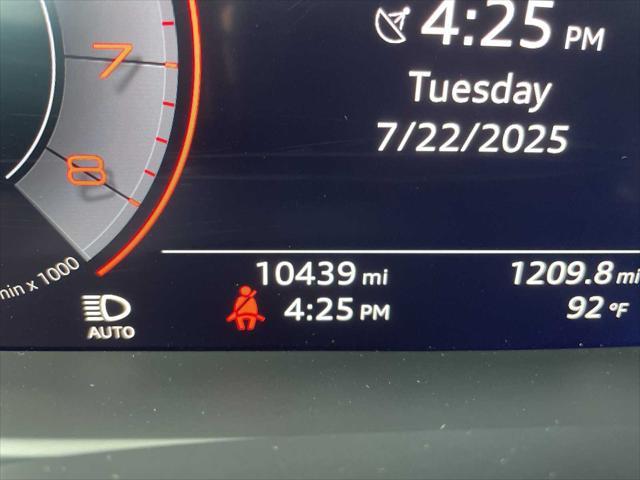 7
8
min x 1000
4:25 PM
Tuesday
7/22/2025
10439 mi
1209.8 mi
AUTO
4:25 PM
92 °F